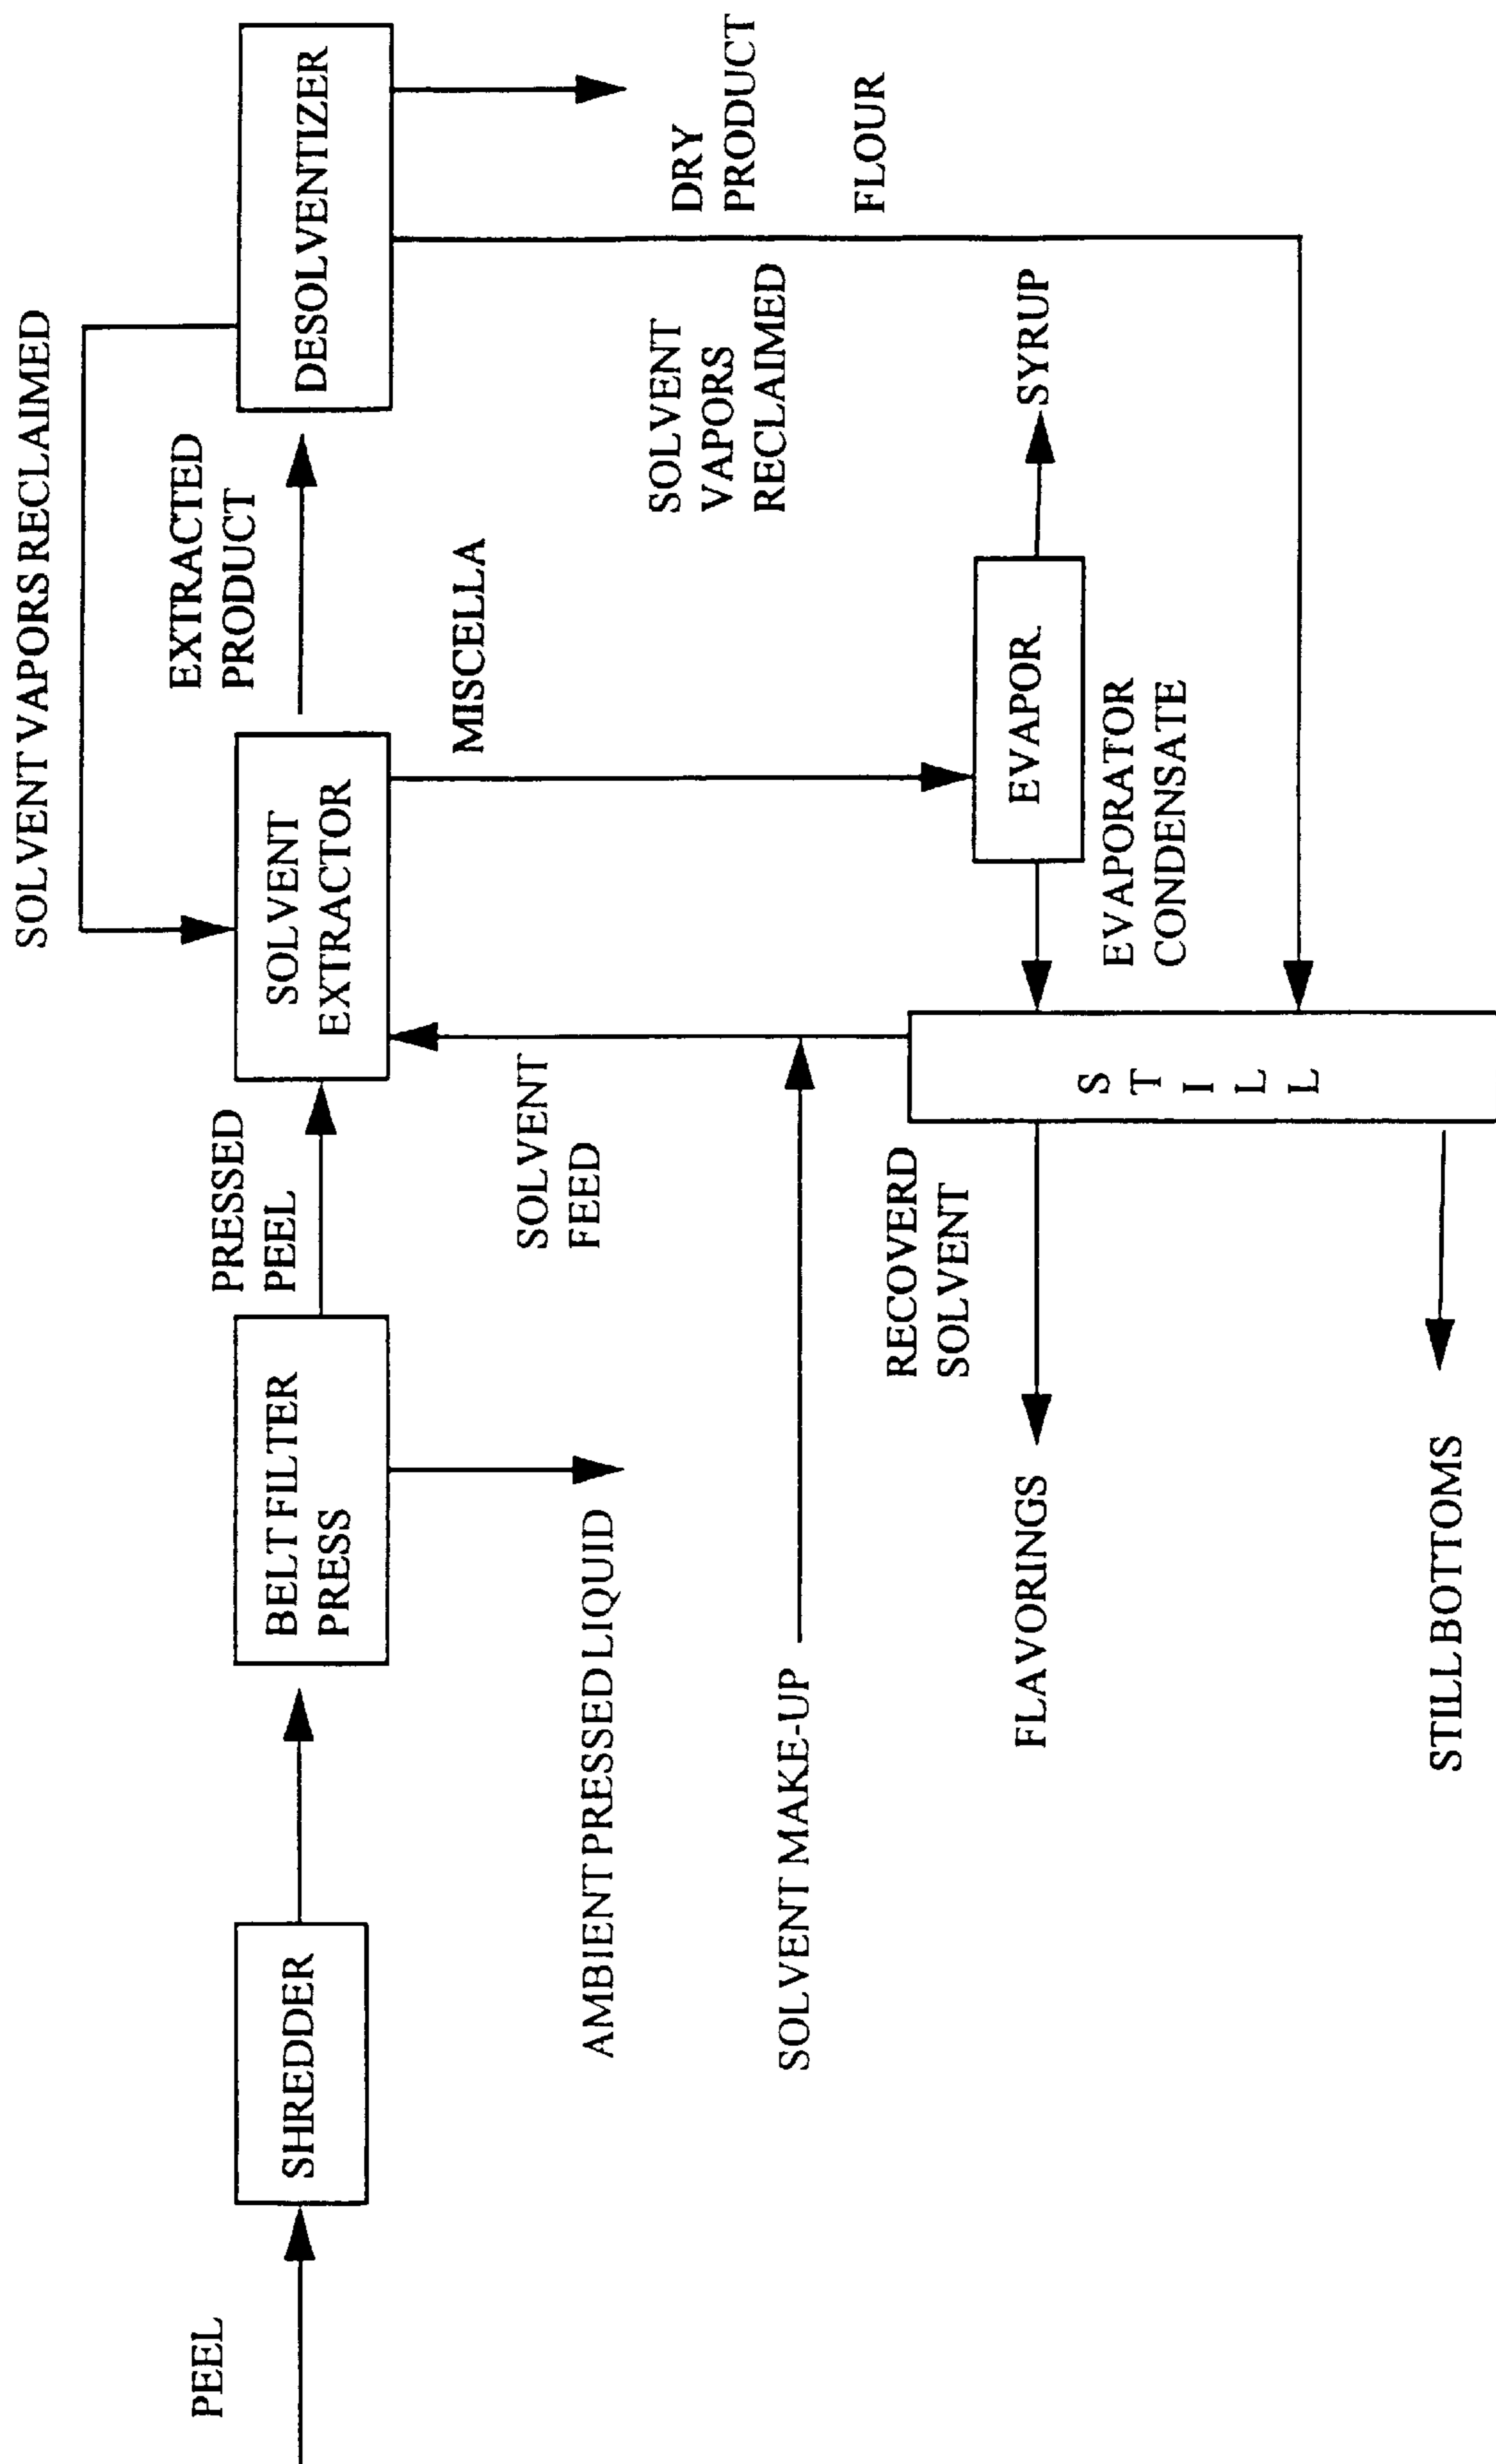 PEEL
SHREDDER
BELT FILTER
PRESS
AMBIENT PRESSED LIQUID
PRESSED
PEEL
SOLVENT
EXTRACTOR
SOLVENT VAPORS RECLAIMED
EXTRACTED
PRODUCT
DESOLVENTIZER
MISCELLA
SOLVENT
FEED
SOLVENT MAKE-UP
DRY
PRODUCT
FLOUR
SOLVENT
VAPORS
RECLAIMED
EVAPOR.
SYRUP
EVAPORATOR
CONDENSATE
RECOVERD
SOLVENT
STILL
FLAVORINGS
STILL BOTTOMS